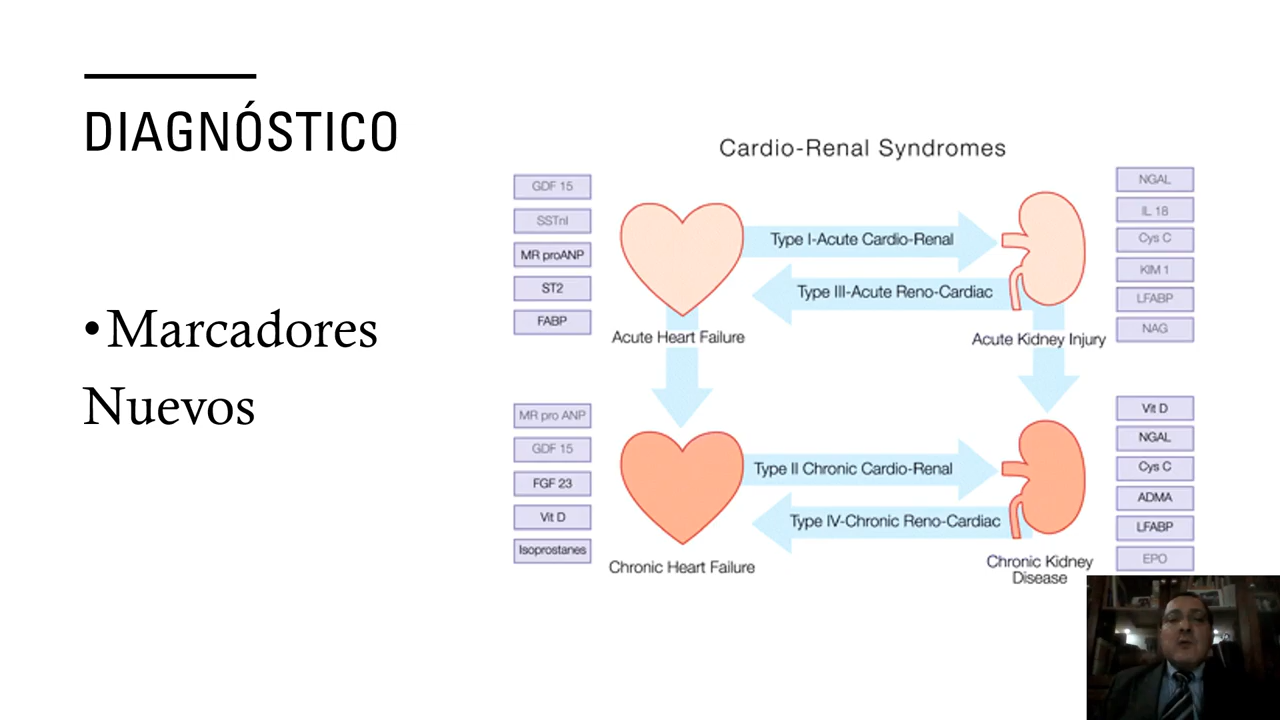 DIAGNÓSTICO
• Marcadores
Nuevos
Cardio-Renal Syndromes
GDF 15
SSTnI
MR proANP
ST2
FABP
Type I-Acute Cardio-Renal
Type III-Acute Reno-Cardiac
Acute Heart Failure
Acute Kidney Injury
NGAL
IL 18
Cys C
KIM 1
LFABP
NAG
MR pro ANP
GDF 15
FGF 23
Vit D
Isoprostanes
Type II Chronic Cardio-Renal
Type IV-Chronic Reno-Cardiac
Chronic Heart Failure
Chronic Kidney
Disease
Vit D
NGAL
Cys C
ADMA
LFABP
EPO